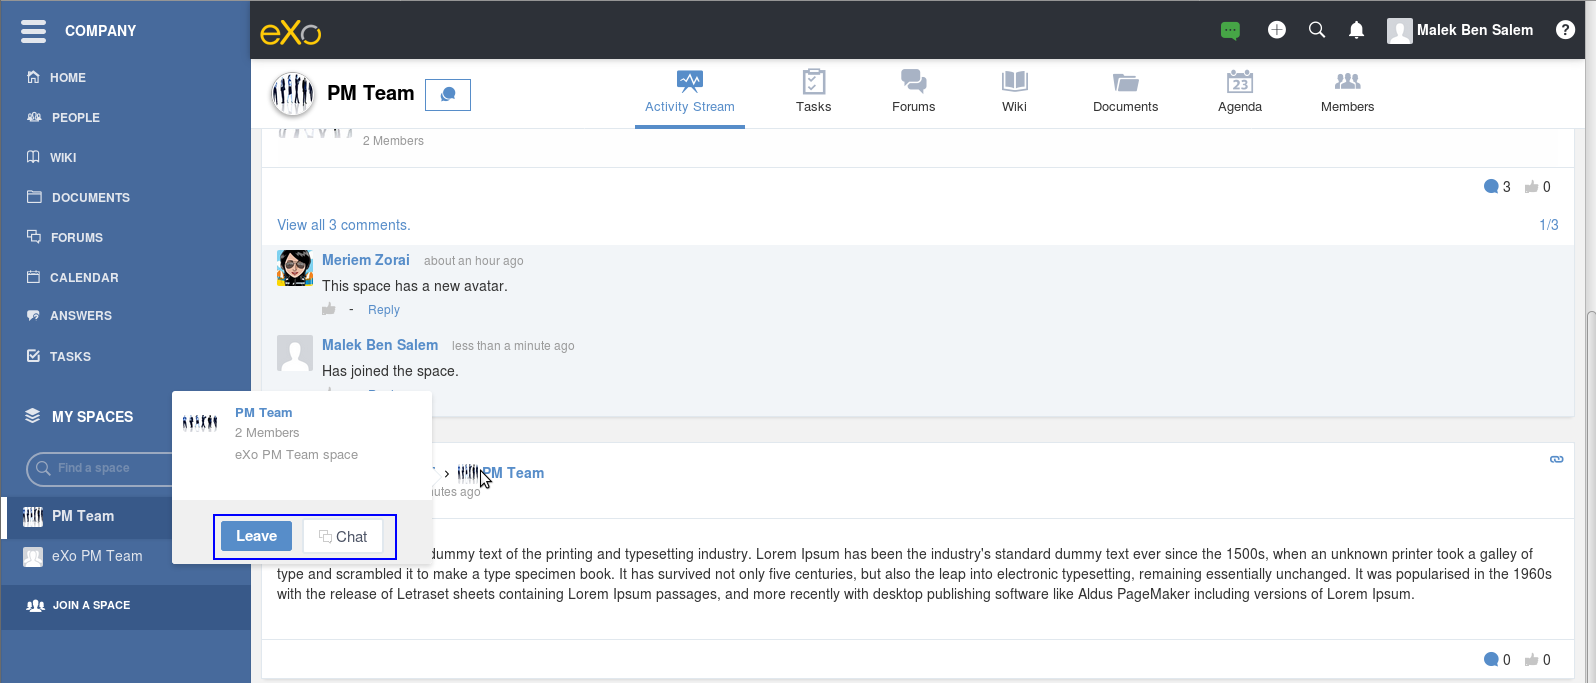 COMPANY
eXo
Malek Ben Salem
?
HOME
PEOPLE
WIKI
DOCUMENTS
FORUMS
CALENDAR
ANSWERS
TASKS
MY SPACES
Find a space
PM Team
eXo PM Team
JOIN A SPACE
PM Team
Activity Stream
Tasks
Forums
Wiki
Documents
23
Agenda
Members
2 Members
3 0
View all 3 comments. 1/3
Meriem Zorai about an hour ago
This space has a new avatar.
- Reply
Malek Ben Salem less than a minute ago
Has joined the space.
PM Team
2 Members
eXo PM Team space
Leave Chat
› PM Team
ago
dummy text of the printing and typesetting industry. Lorem Ipsum has been the industry's standard dummy text ever since the 1500s, when an unknown printer took a galley of
type and scrambled it to make a type specimen book. It has survived not only five centuries, but also the leap into electronic typesetting, remaining essentially unchanged. It was popularised in the 1960s
with the release of Letraset sheets containing Lorem Ipsum passages, and more recently with desktop publishing software like Aldus PageMaker including versions of Lorem Ipsum.
0 0